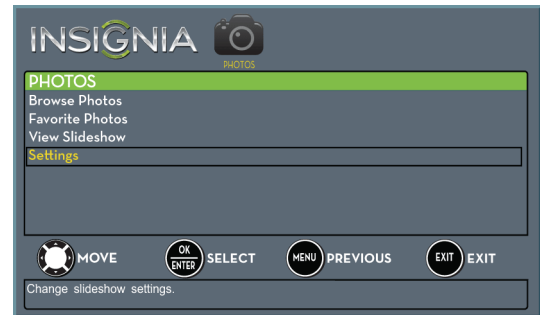 INSIGNIA
PHOTOS
PHOTOS
Browse Photos
Favorite Photos
View Slideshow
Settings
MOVE
OK
ENTER
SELECT
MENU
PREVIOUS
EXIT
EXIT
Change slideshow settings.